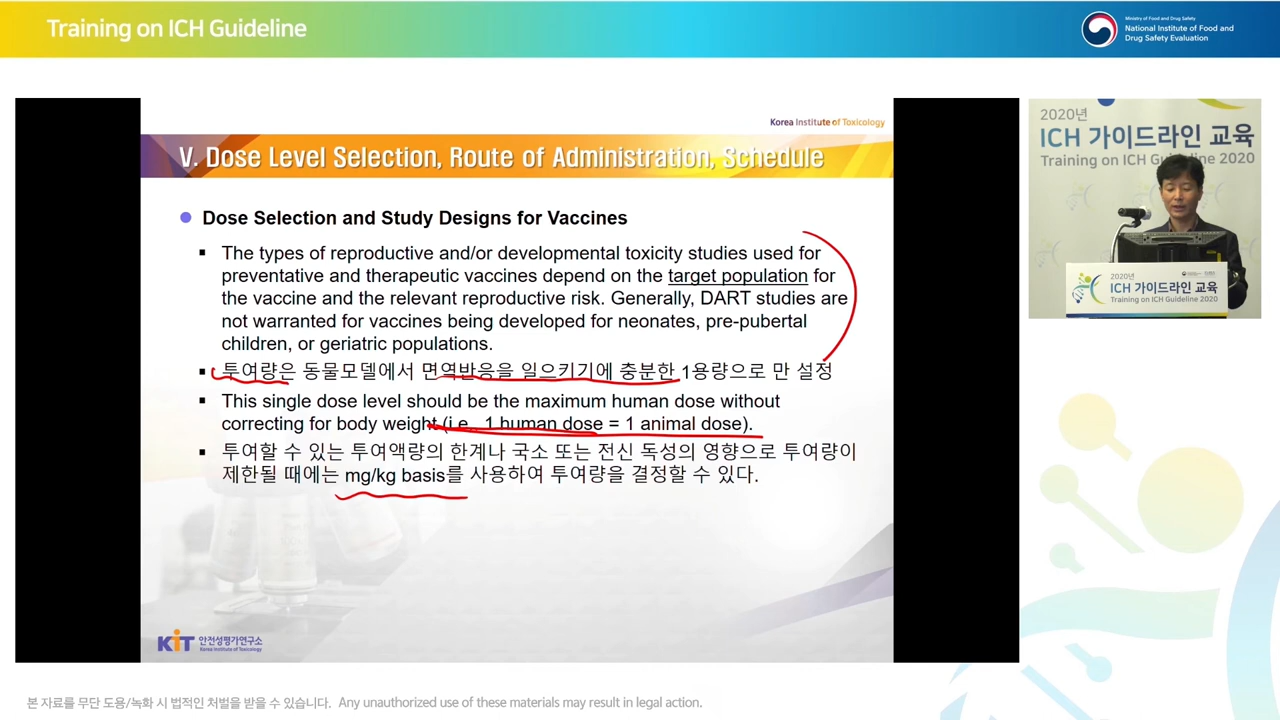 Training on ICH Guideline
Ministry of Food and Drug Safety
National Institute of Food and
Drug Safety Evaluation
Korea Institute of Toxicology
V. Dose Level Selection, Route of Administration, Schedule
Dose Selection and Study Designs for Vaccines
The types of reproductive and/or developmental toxicity studies used for
preventative and therapeutic vaccines depend on the target population for
the vaccine and the relevant reproductive risk. Generally, DART studies are
not warranted for vaccines being developed for neonates, pre-pubertal
children, or geriatric populations.
투여량은 동물모델에서 면역반응을 일으키기에 충분한 1용량으로 만 설정
This single dose level should be the maximum human dose without
correcting for body weight (i.e., 1 human dose = 1 animal dose).
투여할 수 있는 투여액량의 한계나 국소 또는 전신 독성의 영향으로 투여량이
제한될 때에는 mg/kg basis를 사용하여 투여량을 결정할 수 있다.
KIT 안전성평가연구소
Korea Institute of Toxicology
2020년
ICH 가이드라인 교육
Training on ICH Guideline 2020
2020년
ICH 가이드라인 교육
Training on ICH Guideline 2020
본 자료를 무단 도용/녹화 시 법적인 처벌을 받을 수 있습니다. Any unauthorized use of these materials may result in legal action.